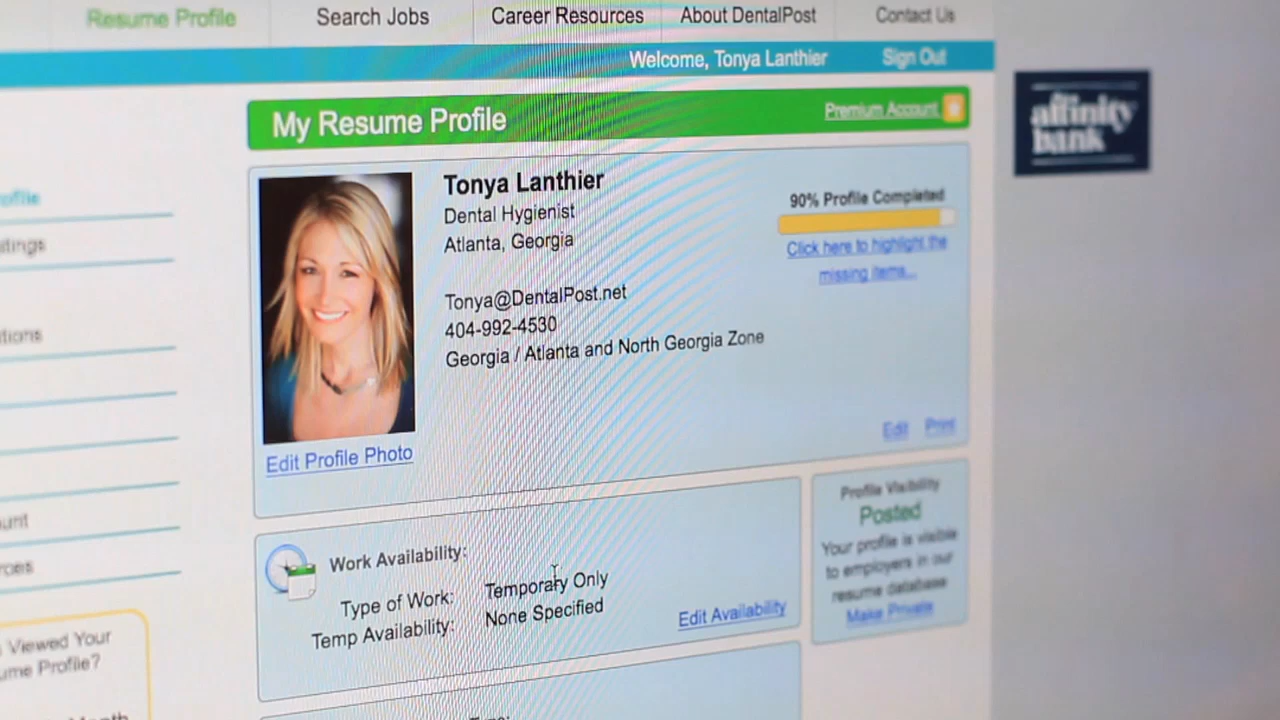 Resume Profile
Search Jobs
Career Resources
About DentalPost
Contact Us
Welcome, Tonya Lanthier
Sign Out
My Resume Profile
Premium Account
affinity
bank
Tonya Lanthier
Dental Hygienist
Atlanta, Georgia
Tonya@DentalPost.net
404-992-4530
Georgia / Atlanta and North Georgia Zone
90% Profile Completed
Click here to highlight the
missing items...
Edit
Print
Edit Profile Photo
Work Availability:
Type of Work: Temporary Only
Temp Availability: None Specified
Edit Availability
Profile Visibility
Posted
Your profile is visible
to employers in our
resume database
Make Private
Viewed Your
Profile?
Month